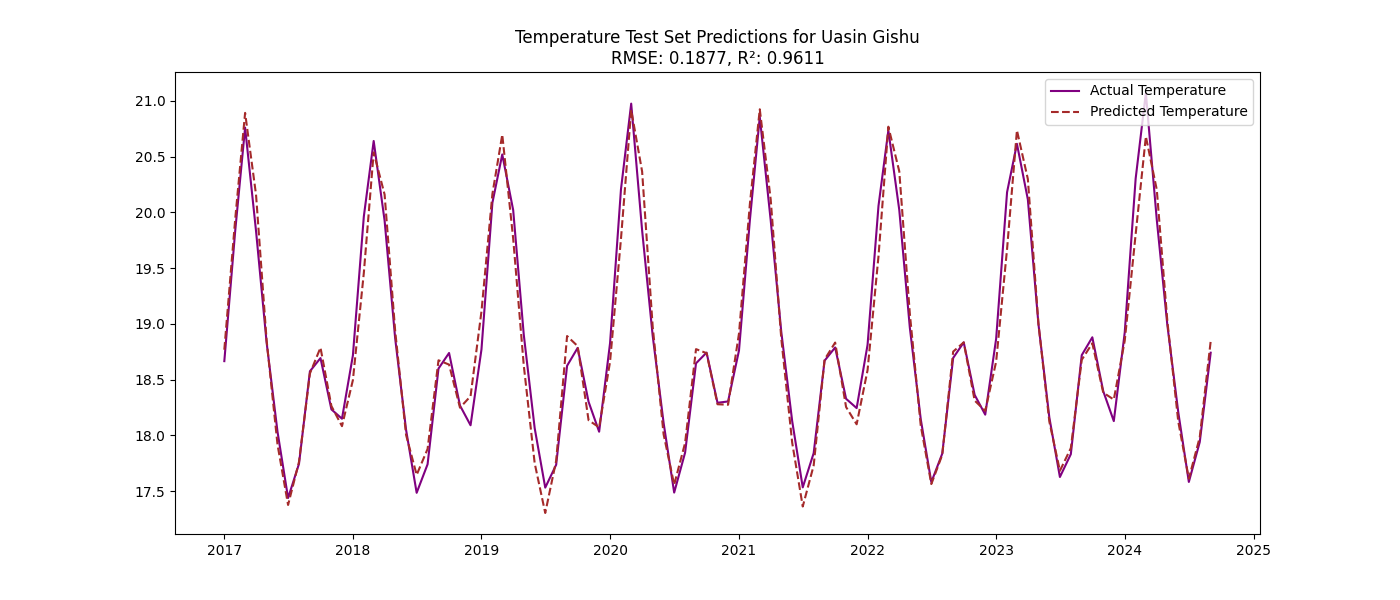 Temperature Test Set Predictions for Uasin Gishu
RMSE: 0.1877, R²: 0.9611
Actual Temperature
Predicted Temperature
21.0
20.5
20.0
19.5
19.0
18.5
18.0
17.5
2017 2018 2019 2020 2021 2022 2023 2024 2025